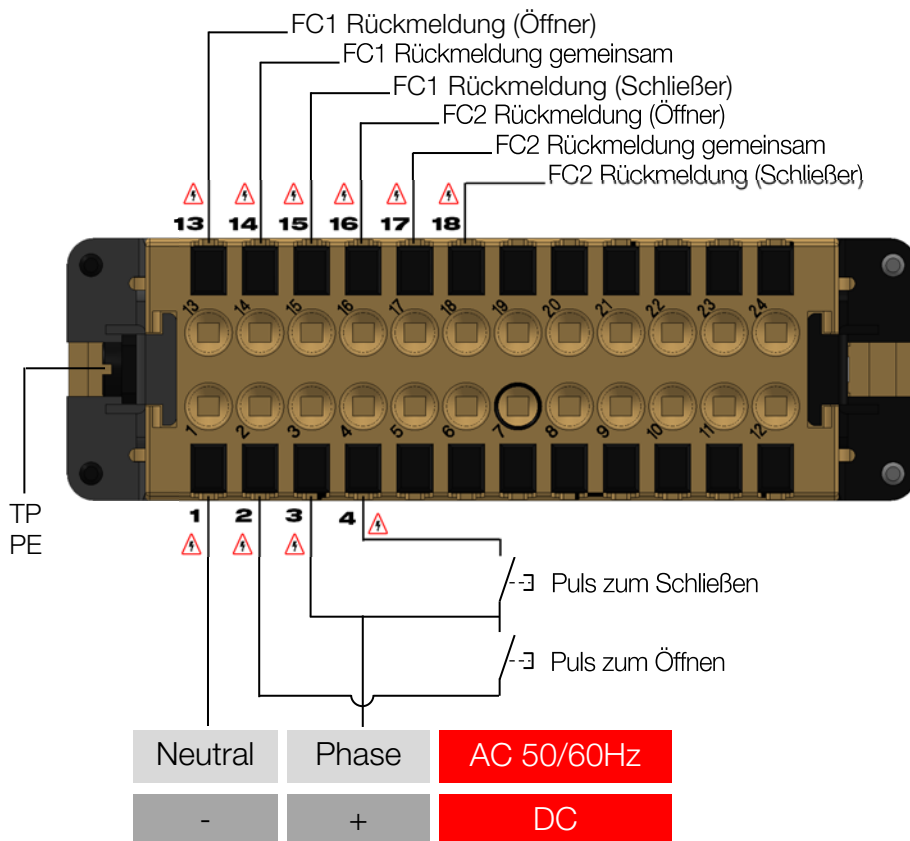 FC1 Rückmeldung (Öffner)
FC1 Rückmeldung gemeinsam
FC1 Rückmeldung (Schließer)
FC2 Rückmeldung (Öffner)
FC2 Rückmeldung gemeinsam
FC2 Rückmeldung (Schließer)
13 14 15 16 17 18
13 14 15 16 17 18 19 20 21 22 23 24
1 2 3 4 5 6 7 8 9 10 11 12
TP
PE
1 2 3 4
Puls zum Schließen
Puls zum Öffnen
Neutral Phase AC 50/60Hz
- + DC